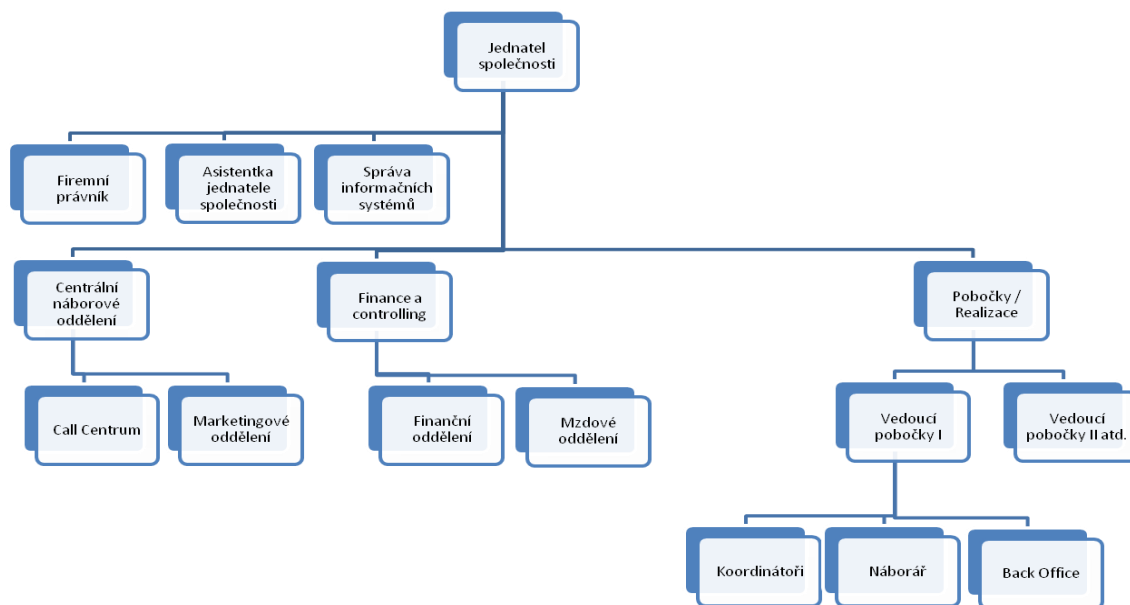 Jednatel
společnosti
Firemní
právník
Asistentka
jednatele
společnosti
Správa
informačních
systémů
Centrální
náborové
oddělení
Finance a
controlling
Pobočky /
Realizace
Call Centrum
Marketingové
oddělení
Finanční
oddělení
Mzdové
oddělení
Vedoucí
pobočky I
Vedoucí
pobočky II atd.
Koordinátoři
Náborář
Back Office